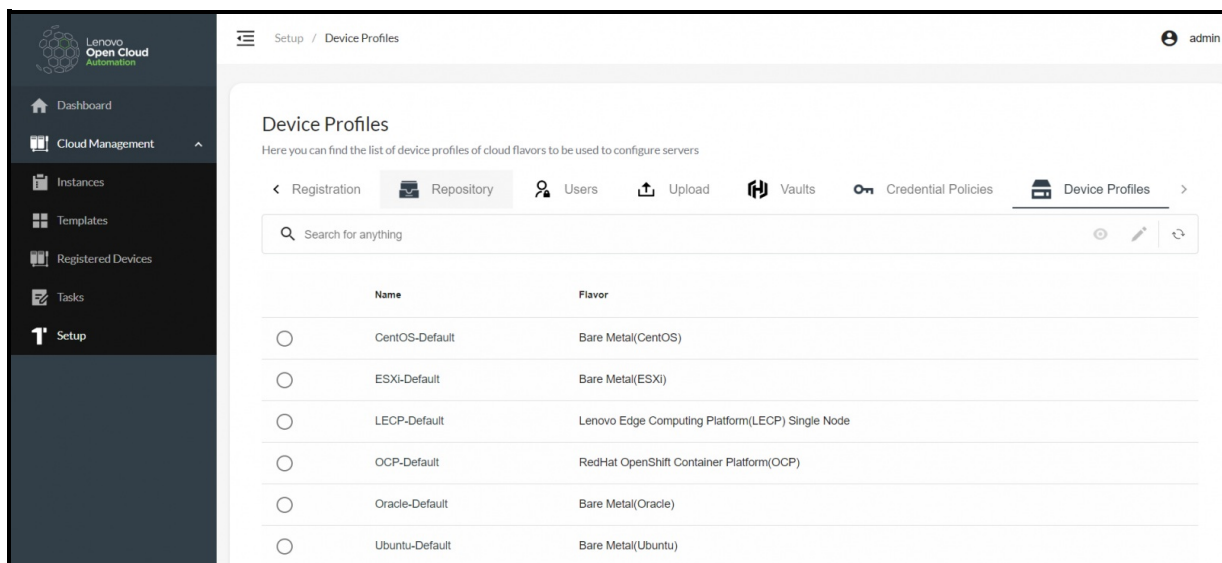 Lenovo
Open Cloud
Automation
Setup / Device Profiles
admin
Dashboard
Cloud Management
Instances
Templates
Registered Devices
Tasks
Setup
Device Profiles
Here you can find the list of device profiles of cloud flavors to be used to configure servers
Registration Repository Users Upload Vaults Credential Policies Device Profiles
Search for anything
Name Flavor
CentOS-Default Bare Metal(CentOS)
ESXi-Default Bare Metal(ESXi)
LECP-Default Lenovo Edge Computing Platform(LECP) Single Node
OCP-Default RedHat OpenShift Container Platform(OCP)
Oracle-Default Bare Metal(Oracle)
Ubuntu-Default Bare Metal(Ubuntu)